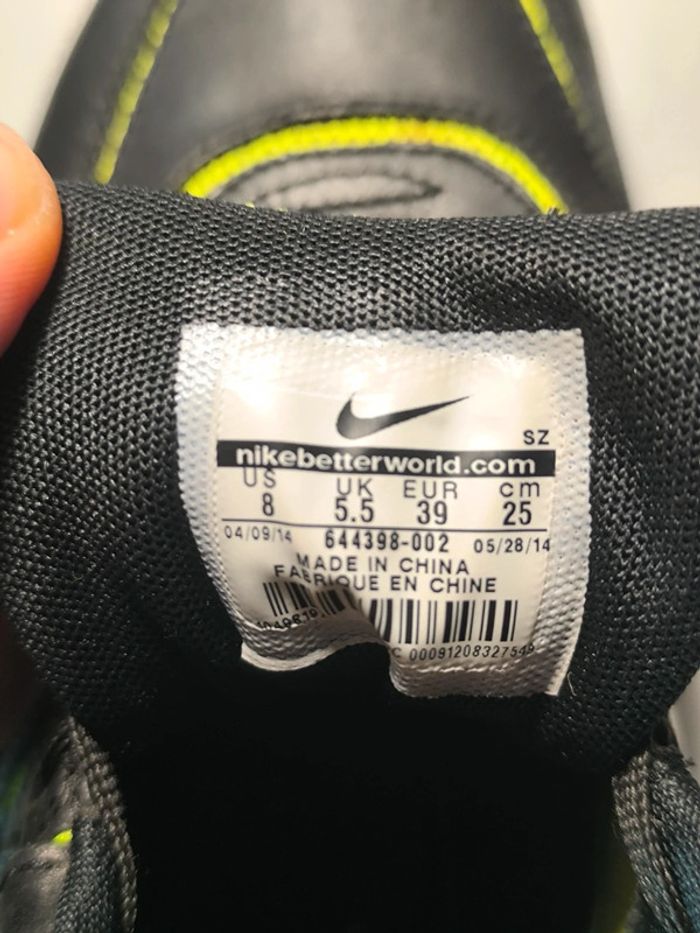 SZ
nikebetterworld.com
US UK EUR cm
8 5.5 39 25
04/09/14 644398-002 05/28/14
MADE IN CHINA
FABRIQUE EN CHINE
C 00091208327549